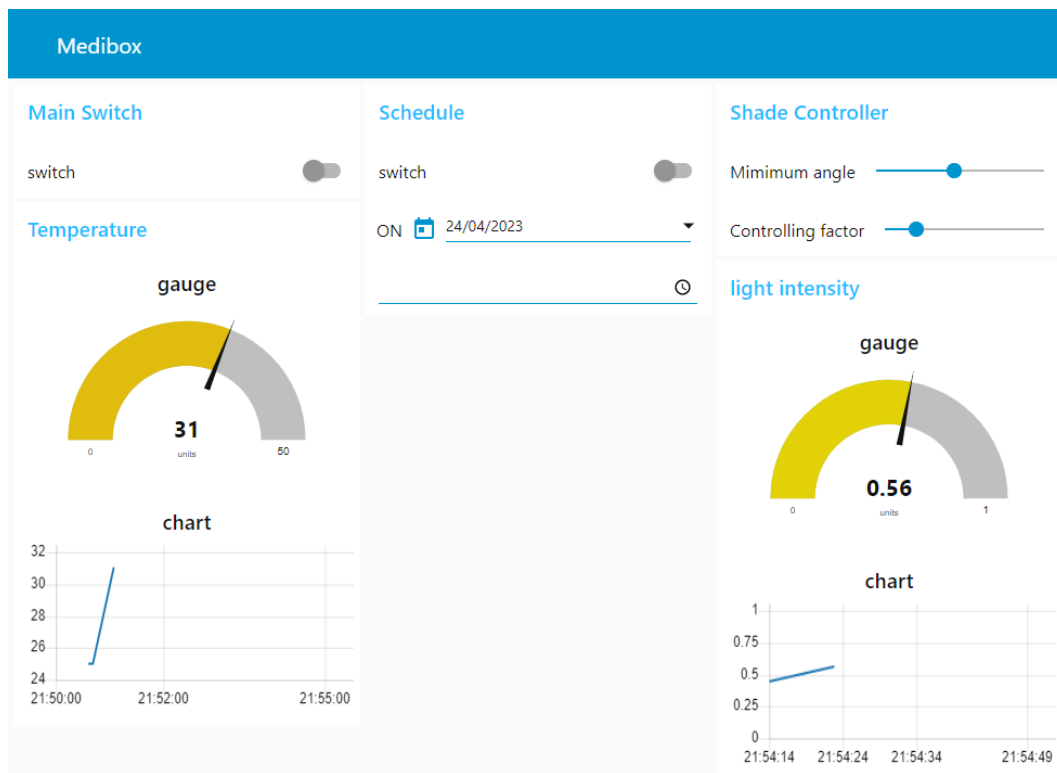 Medibox
Main Switch
switch
Temperature
gauge
31
units
0
50
chart
32
30
28
26
24
21:50:00 21:52:00 21:55:00
Schedule
switch
ON 24/04/2023
Shade Controller
Mimimum angle
Controlling factor
light intensity
gauge
0.56
units
0
1
chart
1
0.75
0.5
0.25
0
21:54:14 21:54:24 21:54:34 21:54:49